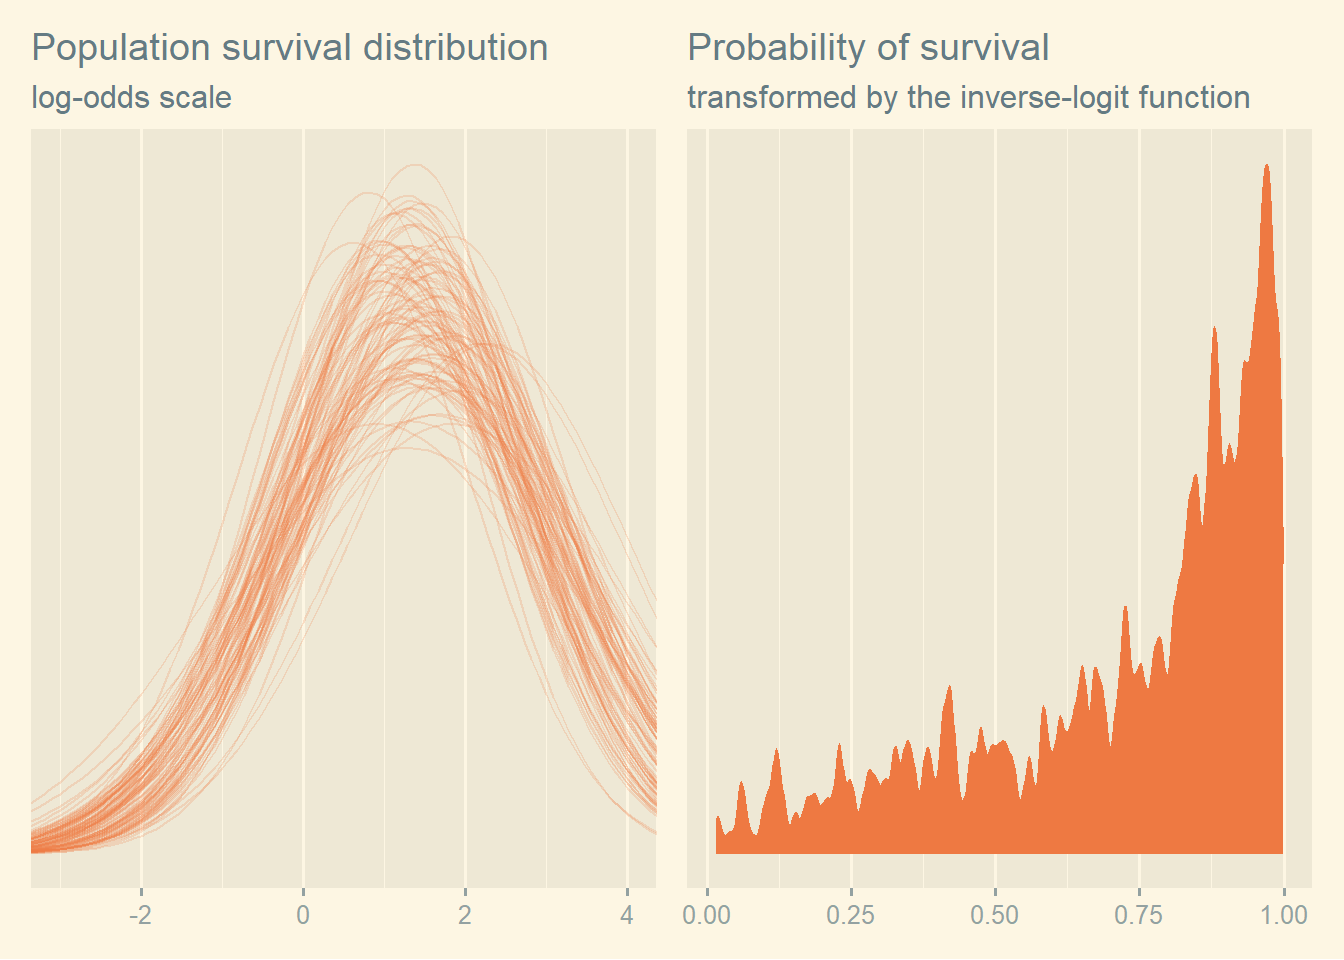 Population survival distribution
log-odds scale
-2 0 2 4
Probability of survival
transformed by the inverse-logit function
0.00 0.25 0.50 0.75 1.00